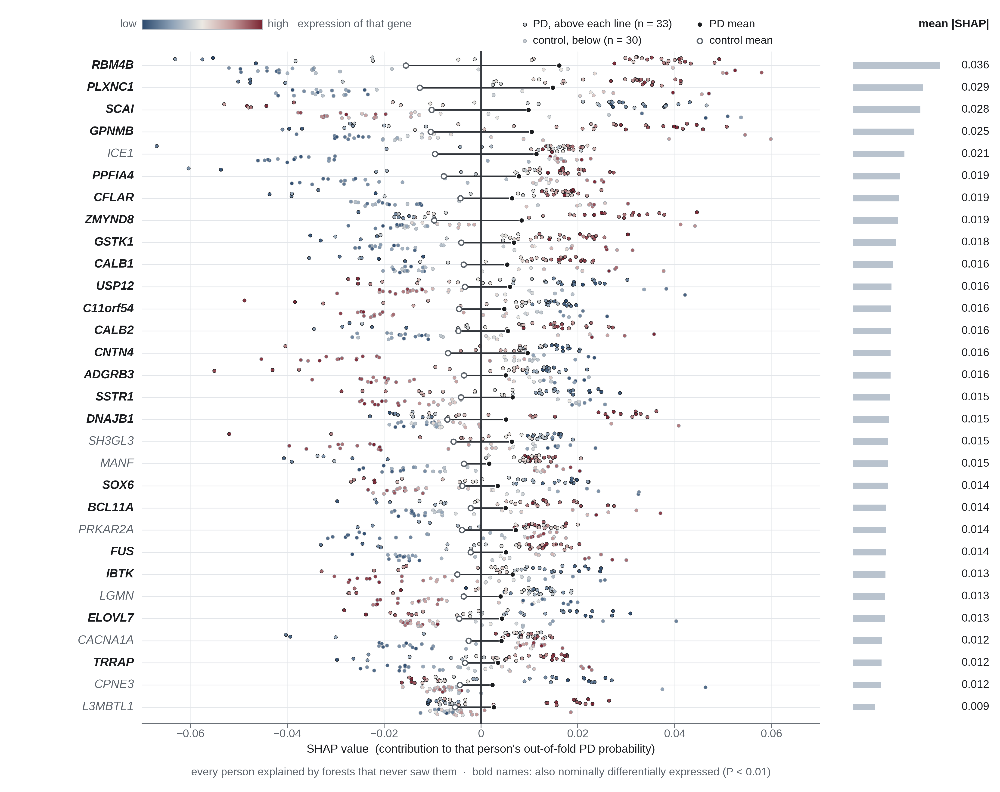 low high expression of that gene
PD, above each line (n = 33) PD mean mean |SHAP|
control, below (n = 30) control mean
RBM4B 0.036
PLXNC1 0.029
SCAI 0.028
GPNMB 0.025
ICE1 0.021
PPFIA4 0.019
CFLAR 0.019
ZMYND8 0.019
GSTK1 0.018
CALB1 0.016
USP12 0.016
C11orf54 0.016
CALB2 0.016
CNTN4 0.016
ADGRB3 0.016
SSTR1 0.015
DNAJB1 0.015
SH3GL3 0.015
MANF 0.015
SOX6 0.014
BCL11A 0.014
PRKAR2A 0.014
FUS 0.014
IBTK 0.013
LGMN 0.013
ELOVL7 0.013
CACNA1A 0.012
TRRAP 0.012
CPNE3 0.012
L3MBTL1 0.009
−0.06 −0.04 −0.02 0 0.02 0.04 0.06
SHAP value (contribution to that person's out-of-fold PD probability)
every person explained by forests that never saw them · bold names: also nominally differentially expressed (P < 0.01)